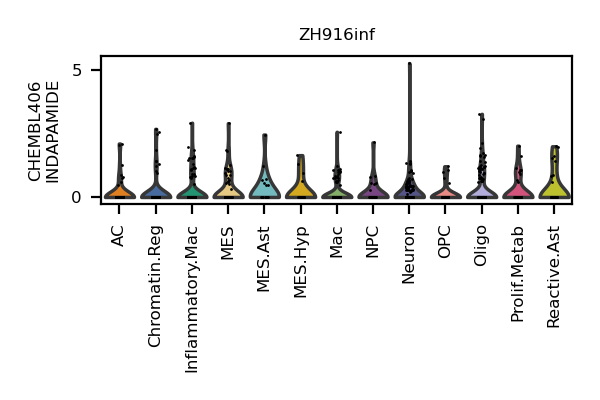 ZH916inf
CHEMBL406
INDAPAMIDE
5
0
AC
Chromatin.Reg
Inflammatory.Mac
MES
MES.Ast
MES.Hyp
Mac
NPC
Neuron
OPC
Oligo
Prolif.Metab
Reactive.Ast